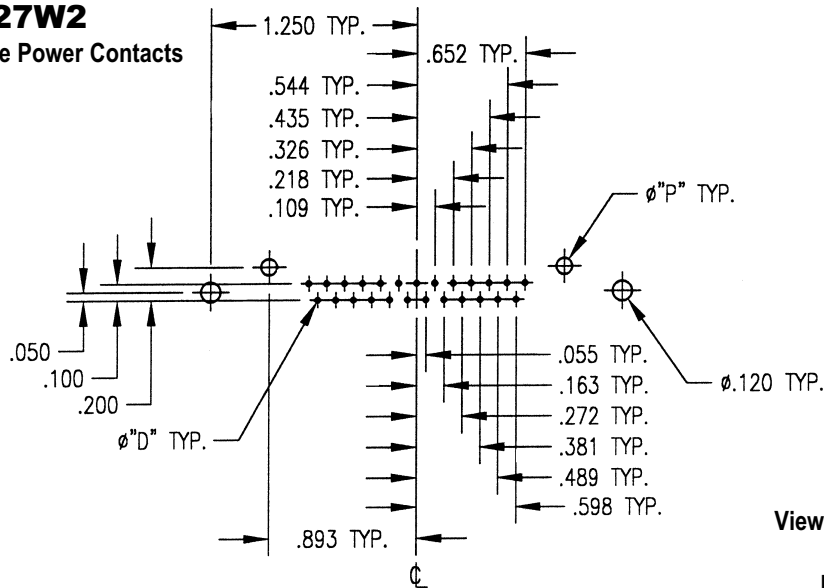 27W2
e Power Contacts
1.250 TYP.
.652 TYP.
.544 TYP.
.435 TYP.
.326 TYP.
.218 TYP.
.109 TYP.
ø"P" TYP.
.050
.100
.200
ø"D" TYP.
.055 TYP.
.163 TYP.
.272 TYP.
.381 TYP.
.489 TYP.
.598 TYP.
ø.120 TYP.
.893 TYP.
View
℄